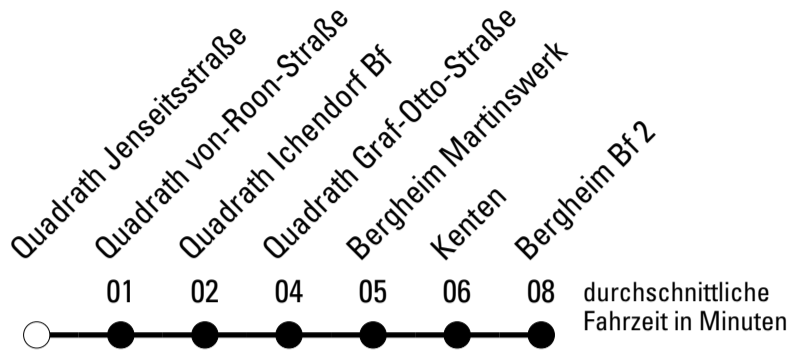 Quadrath Jenseitsstraße
Quadrath von-Roon-Straße
Quadrath Ichendorf Bf
Quadrath Graf-Otto-Straße
Bergheim Martinswerk
Kenten
Bergheim Bf 2
01 02 04 05 06 08
durchschnittliche
Fahrzeit in Minuten